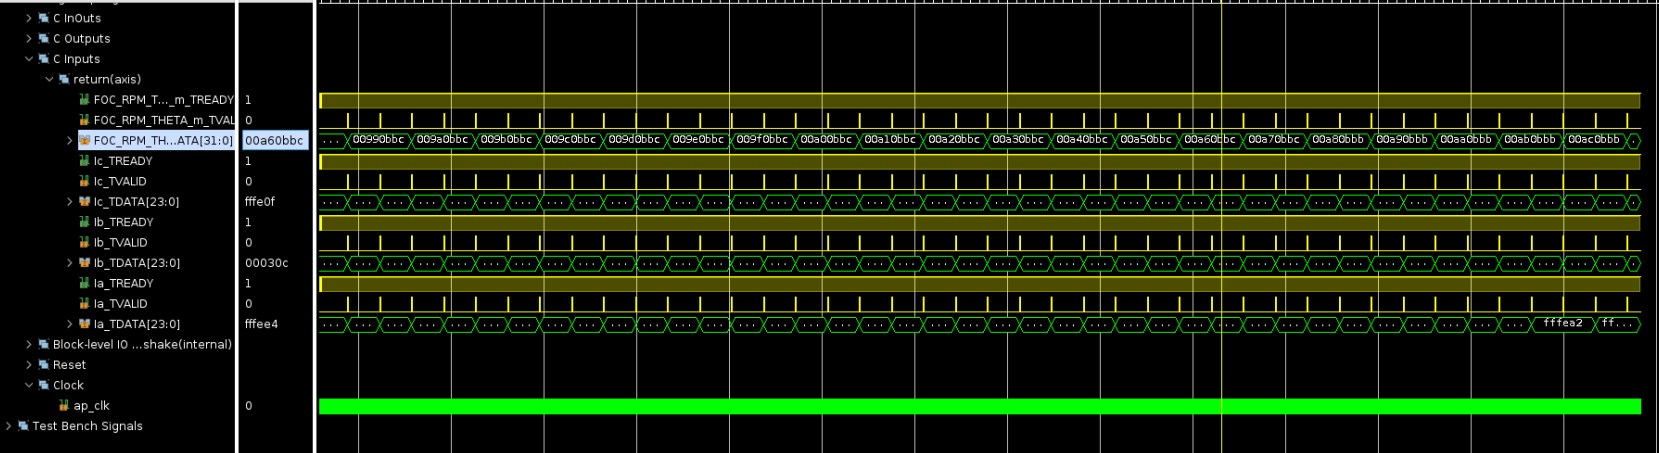 C InOuts
C Outputs
C Inputs
return(axis)
FOC_RPM_T..._m_TREADY 1
FOC_RPM_THETA_m_TVAL 0
FOC_RPM_TH...ATA[31:0] 00a60bbc ... 00990bbc 009a0bbc 009b0bbc 009c0bbc 009d0bbc 009e0bbc 009f0bbc 00a00bbc 00a10bbc 00a20bbc 00a30bbc 00a40bbc 00a50bbc 00a60bbc 00a70bbc 00a80bbb 00a90bbb 00aa0bbb 00ab0bbb 00ac0bbb .
Ic_TREADY 1
Ic_TVALID 0
Ic_TDATA[23:0] fffe0f ... ... ... ... ... ... ... ... ... ... ... ... ... ... ... ... ... ... ... ... ... ... ... ... ... ... ... ... ... ... ... ... ... ... ... ... ... ... ... ... .
Ib_TREADY 1
Ib_TVALID 0
Ib_TDATA[23:0] 00030c ... ... ... ... ... ... ... ... ... ... ... ... ... ... ... ... ... ... ... ... ... ... ... ... ... ... ... ... ... ... ... ... ... ... ... ... ... ... ... ... .
Ia_TREADY 1
Ia_TVALID 0
Ia_TDATA[23:0] fffee4 ... ... ... ... ... ... ... ... ... ... ... ... ... ... ... ... ... ... ... ... ... ... ... ... ... ... ... ... ... ... ... ... ... ... ... ... ... ... fffea2 ff...
Block-level IO ...shake(internal)
Reset
Clock
ap_clk 0
Test Bench Signals